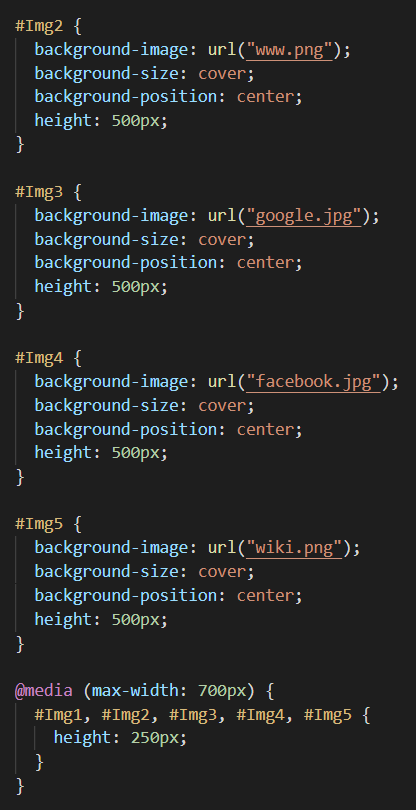 #Img2 {
  background-image: url("www.png");
  background-size: cover;
  background-position: center;
  height: 500px;
}

#Img3 {
  background-image: url("google.jpg");
  background-size: cover;
  background-position: center;
  height: 500px;
}

#Img4 {
  background-image: url("facebook.jpg");
  background-size: cover;
  background-position: center;
  height: 500px;
}

#Img5 {
  background-image: url("wiki.png");
  background-size: cover;
  background-position: center;
  height: 500px;
}

@media (max-width: 700px) {
  #Img1, #Img2, #Img3, #Img4, #Img5 {
    height: 250px;
  }
}